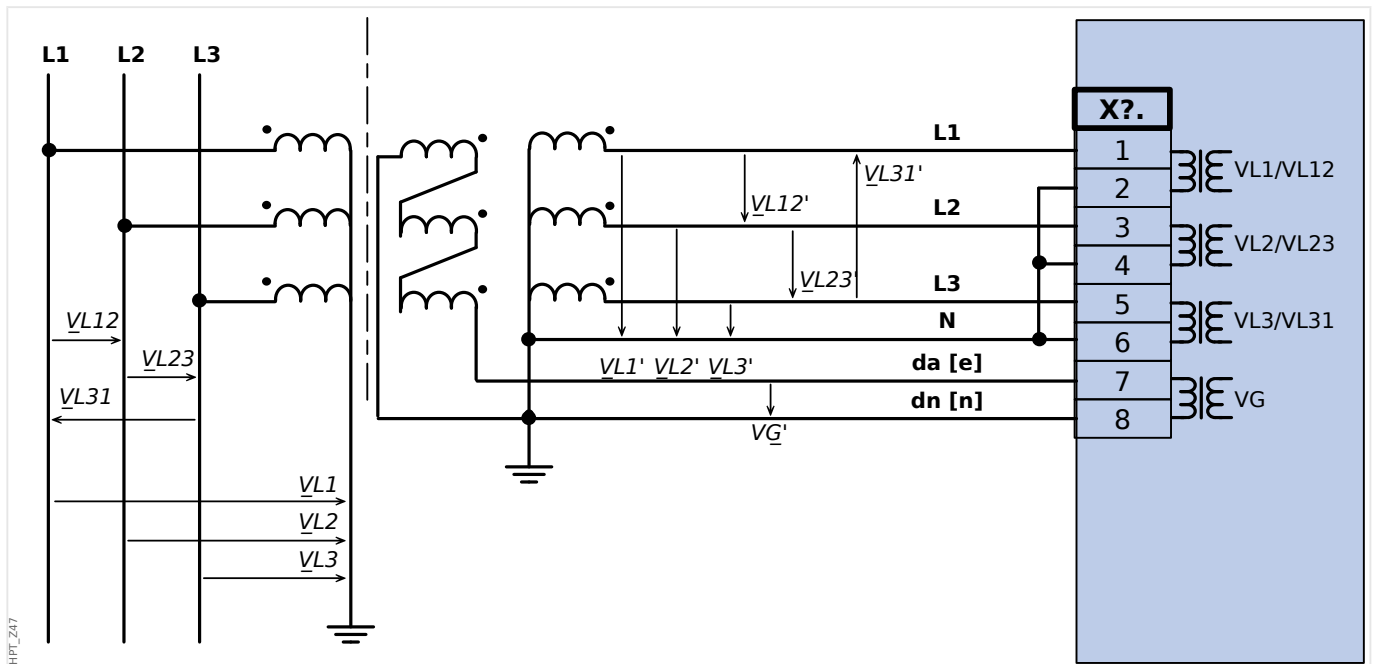 L1 L2 L3
X?.
L1
1
VL31'
VL1/VL12
2
VL12'
L2
3
VL2/VL23
4
VL23'
L3
5
VL12
N
VL3/VL31
6
VL23
VL1' VL2' VL3'
da [e]
7
VL31
dn [n]
VG
8
VG'
VL1
VL2
VL3
HPT_Z47